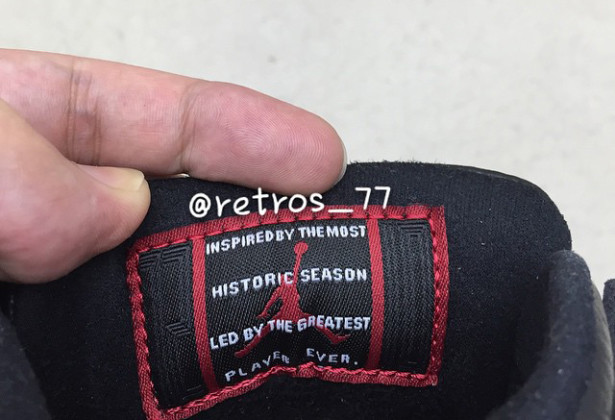 @retros_77
INSPIRED BY THE MOST
HISTORIC SEASON
LED BY THE GREATEST
PLAYER EVER.